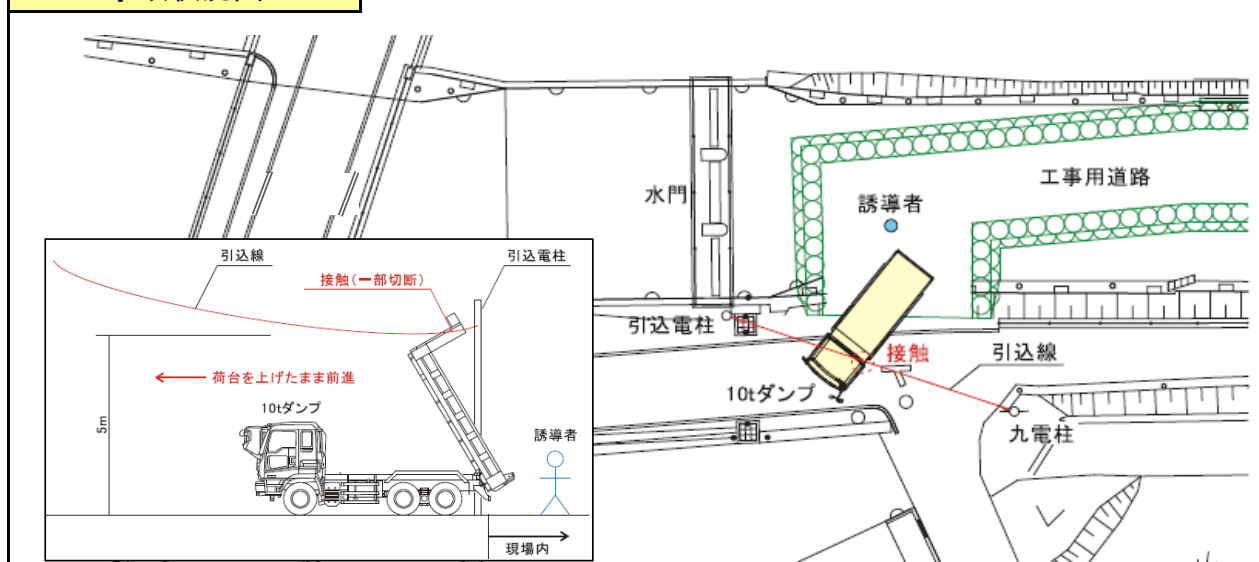 水門
誘導者
工事用道路
引込電柱
接触
引込線
10tダンプ
九電柱
引込線
引込電柱
接触(一部切断)
荷台を上げたまま前進
10tダンプ
5m
誘導者
現場内